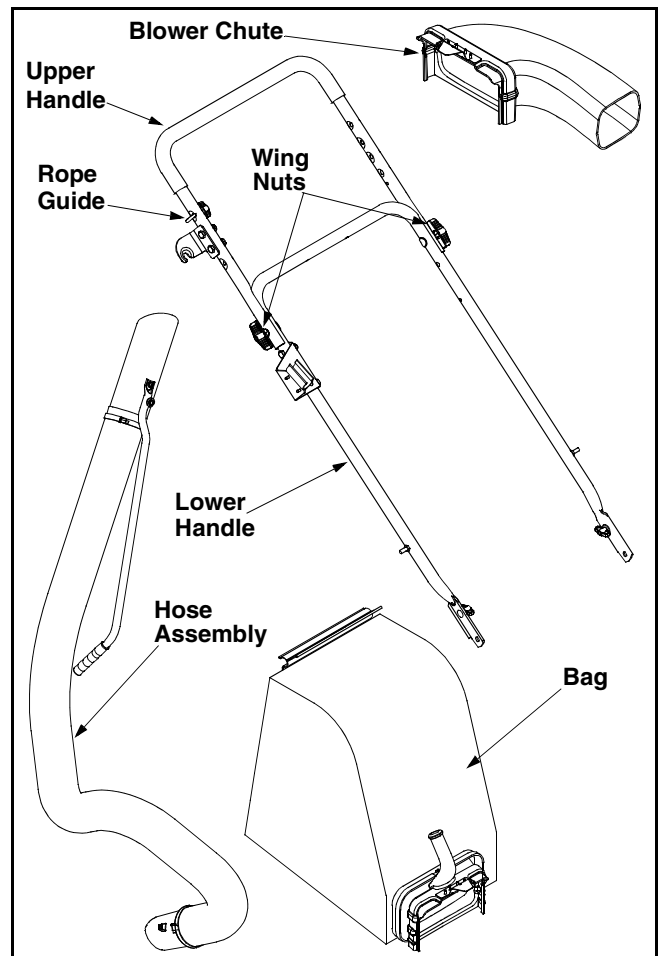 Blower Chute
Upper
Handle
Wing
Nuts
Rope
Guide
Lower
Handle
Hose
Assembly
Bag